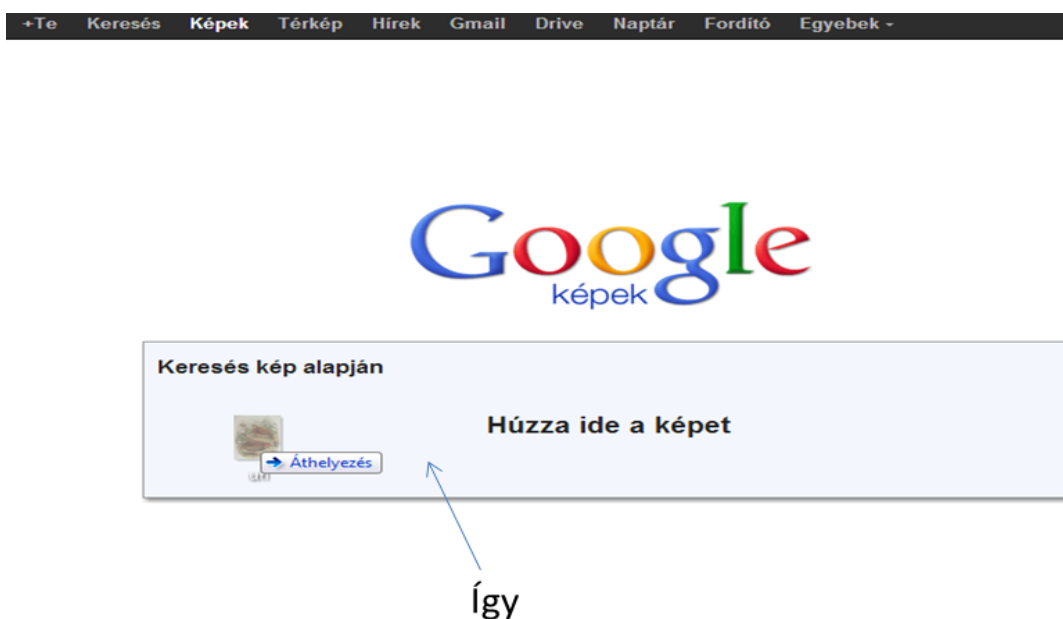 +Te Keresés Képek Térkép Hírek Gmail Drive Naptár Fordító Egyebek
Google
képek
Keresés kép alapján
Húzza ide a képet
Áthelyezés
Így